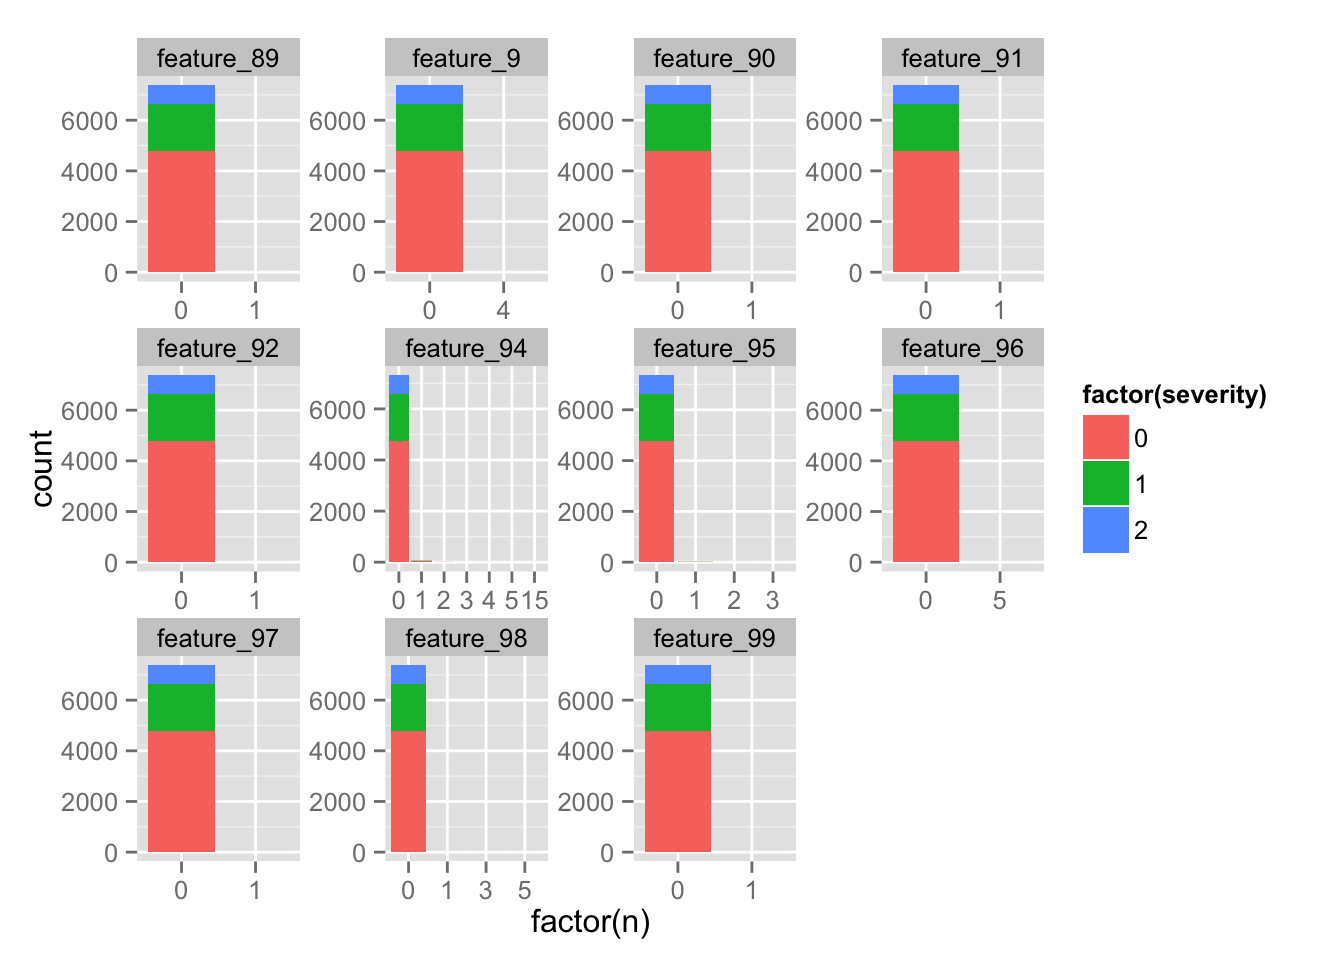 feature_89 feature_9 feature_90 feature_91
6000 6000 6000 6000
4000 4000 4000 4000
2000 2000 2000 2000
0 0 0 0
0 1 0 4 0 1 0 1
feature_92 feature_94 feature_95 feature_96
6000 6000 6000 6000
4000 4000 4000 4000
2000 2000 2000 2000
0 0 0 0
0 1 0 1 2 3 4 5 15 0 1 2 3 0 5
feature_97 feature_98 feature_99
6000 6000 6000
4000 4000 4000
2000 2000 2000
0 0 0
0 1 0 1 3 5 0 1
count
factor(n)
factor(severity)
0
1
2